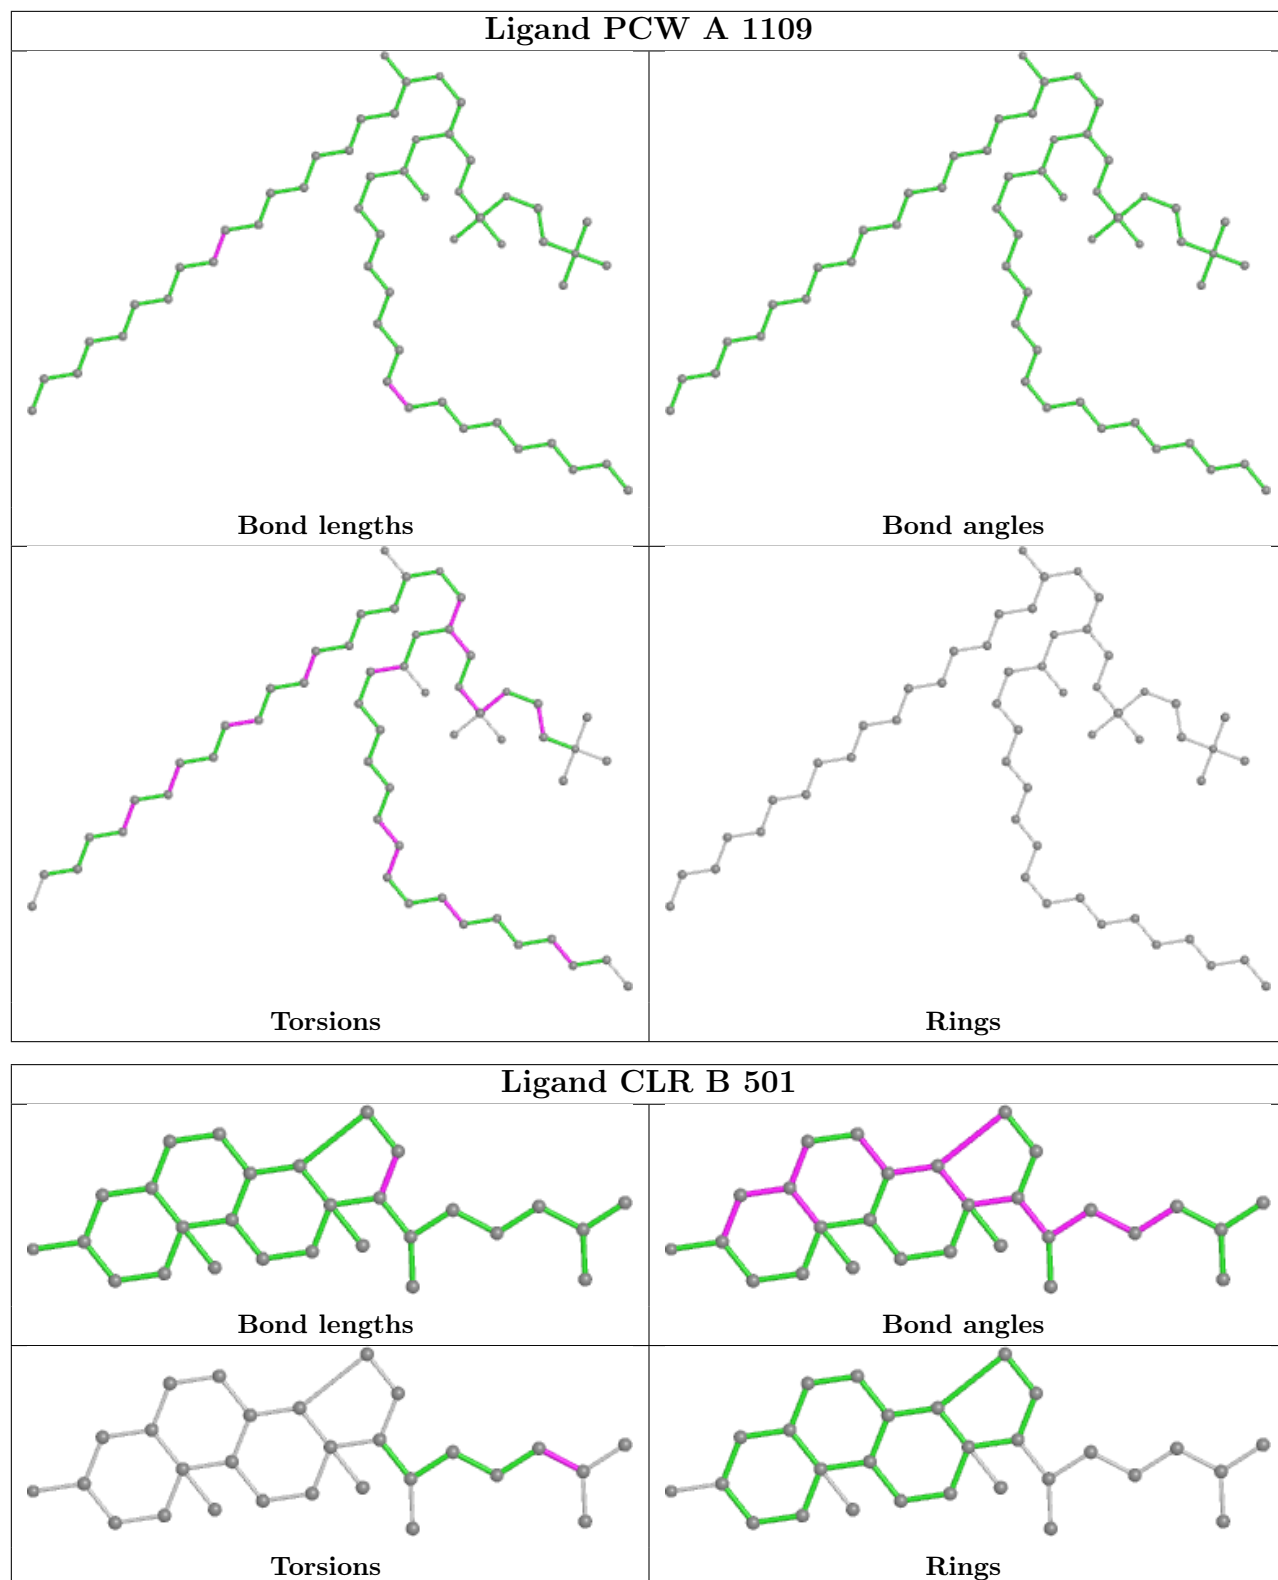 Ligand PCW A 1109
Bond lengths
Bond angles
Torsions
Rings
Ligand CLR B 501
Bond lengths
Bond angles
Torsions
Rings